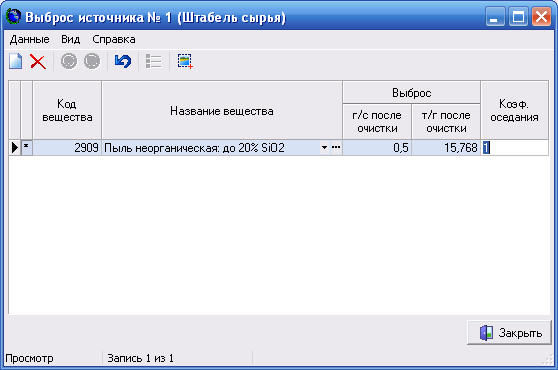 Выброс источника № 1 (Штабель сырья)
Данные Вид Справка
Код вещества
Название вещества
Выброс
г/с после очистки
т/г после очистки
Коэф. оседания
* 2909 Пыль неорганическая: до 20% SiO2 ... 0,5 15,768 1
Закрыть
Просмотр Запись 1 из 1